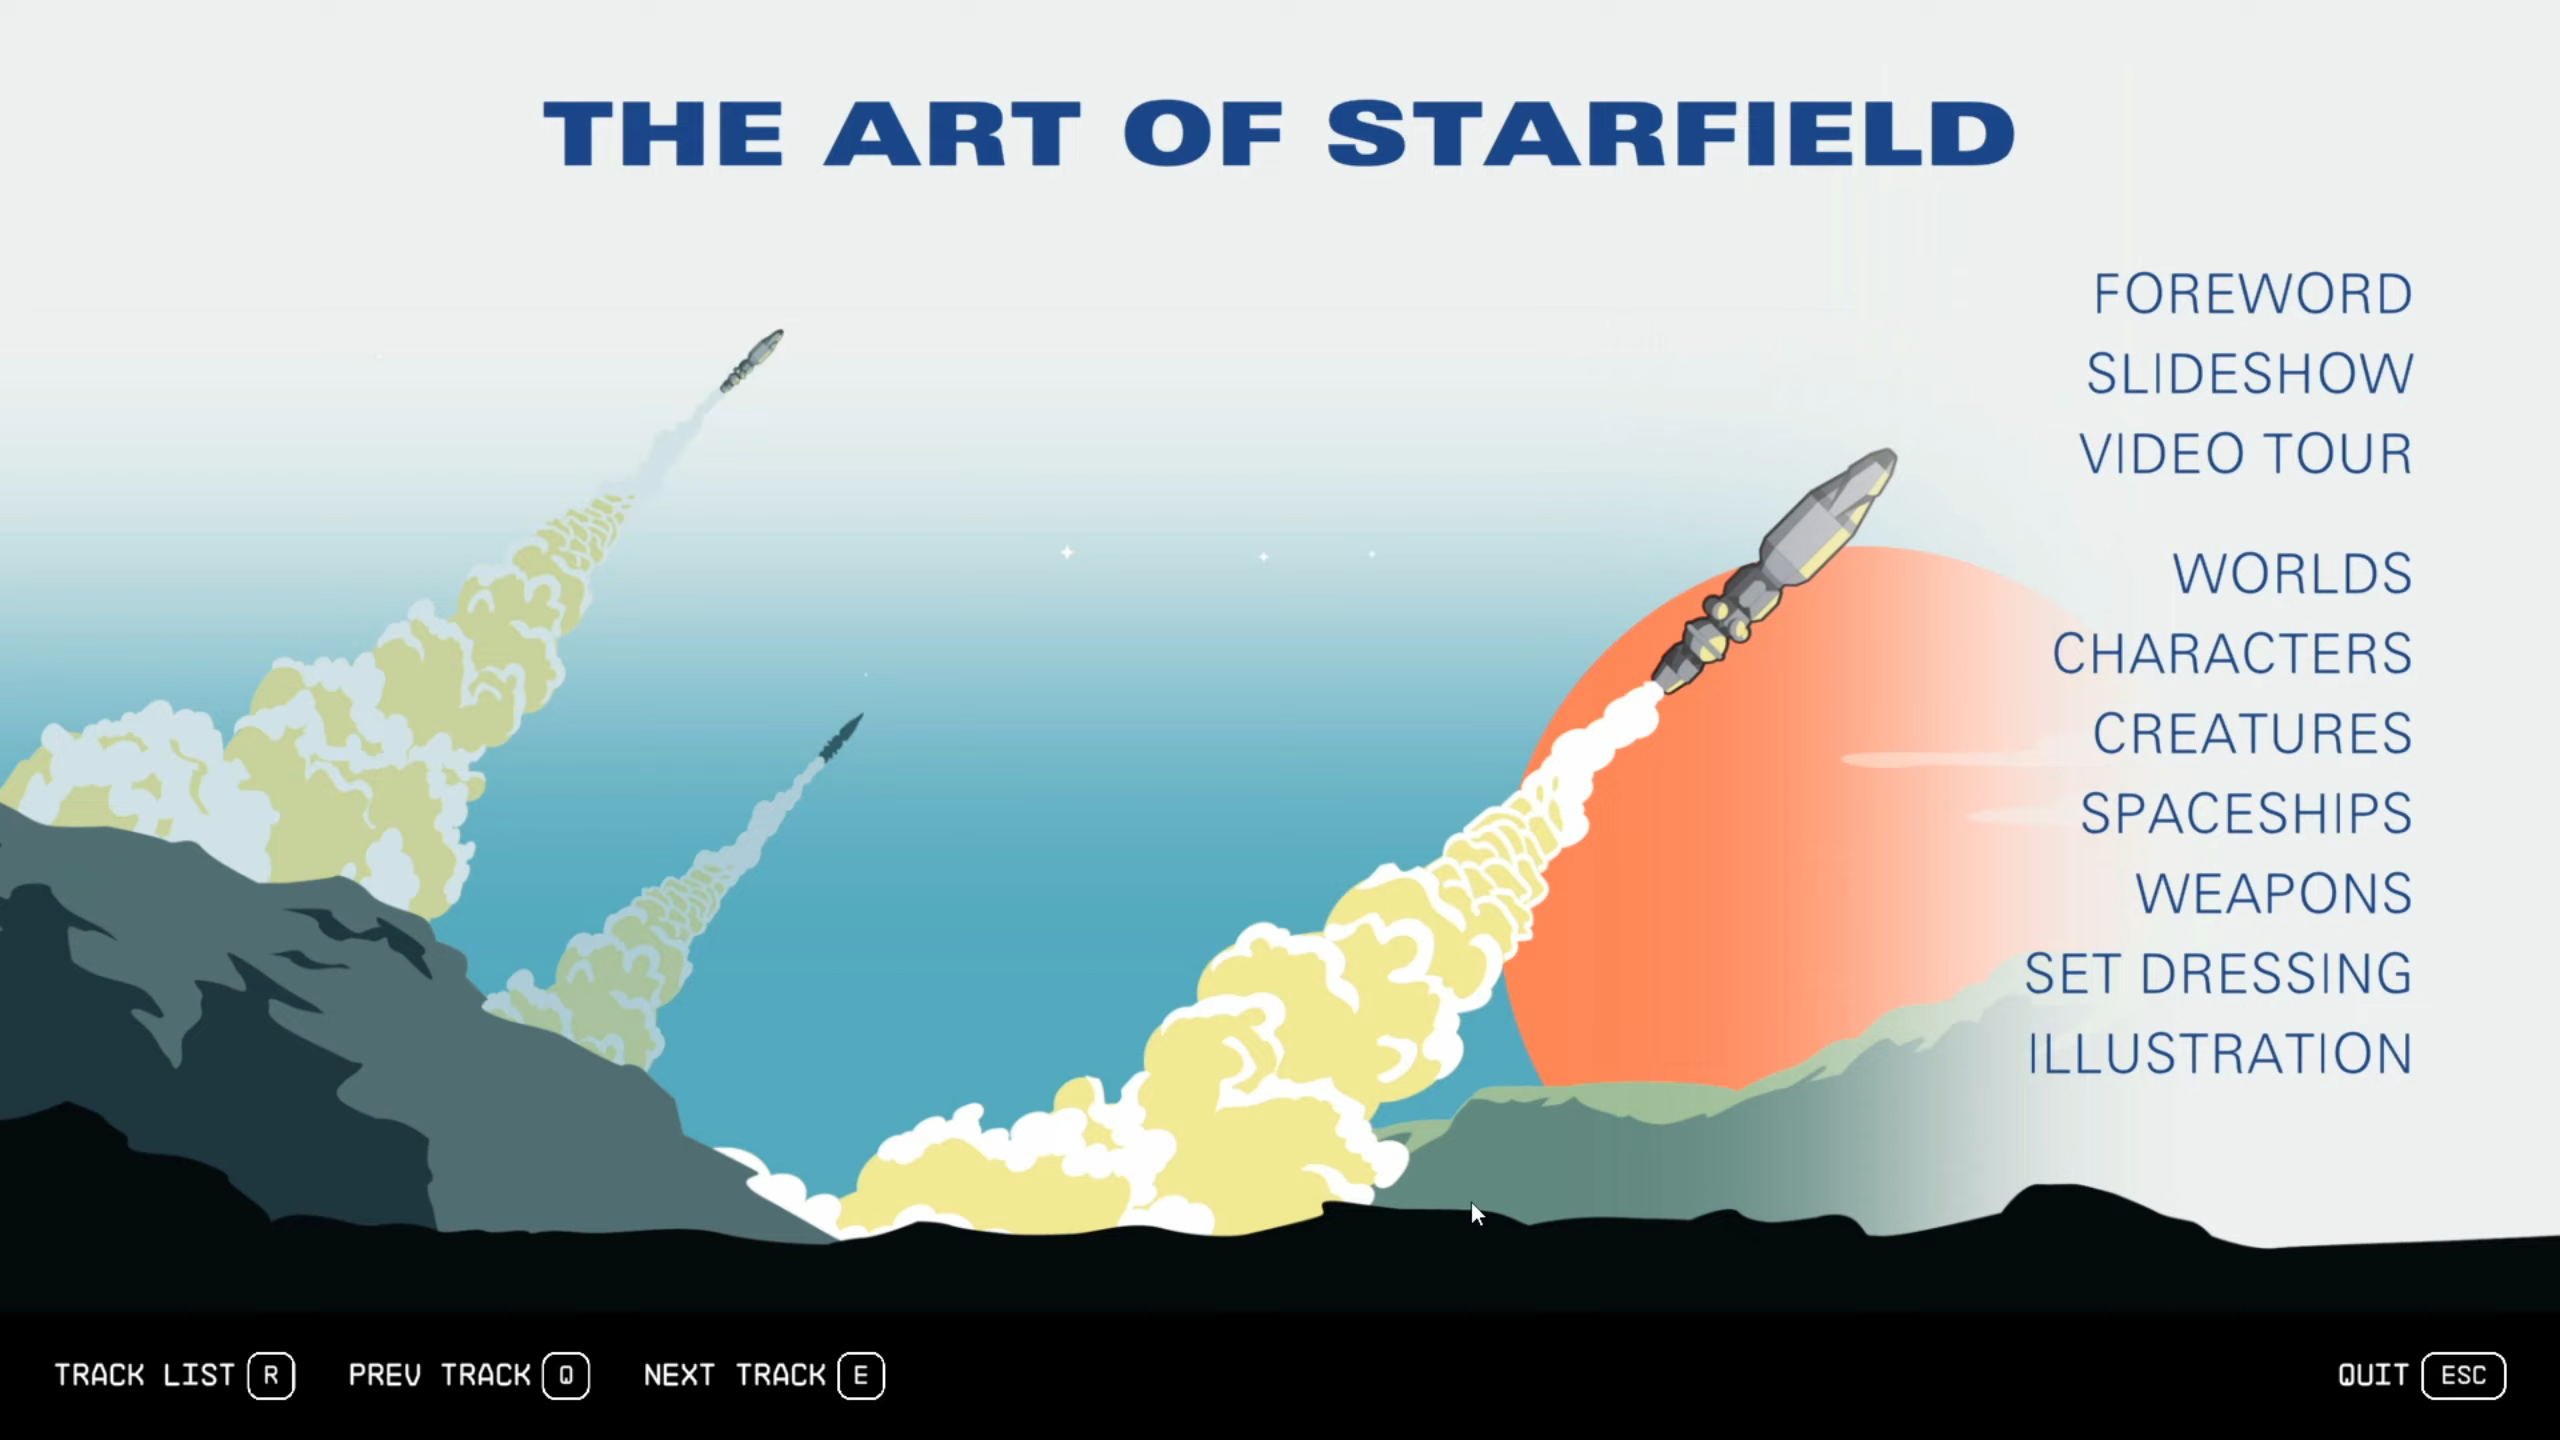 THE ART OF STARFIELD
FOREWORD
SLIDESHOW
VIDEO TOUR
WORLDS
CHARACTERS
CREATURES
SPACESHIPS
WEAPONS
SET DRESSING
ILLUSTRATION
TRACK LIST R PREV TRACK Q NEXT TRACK E QUIT ESC